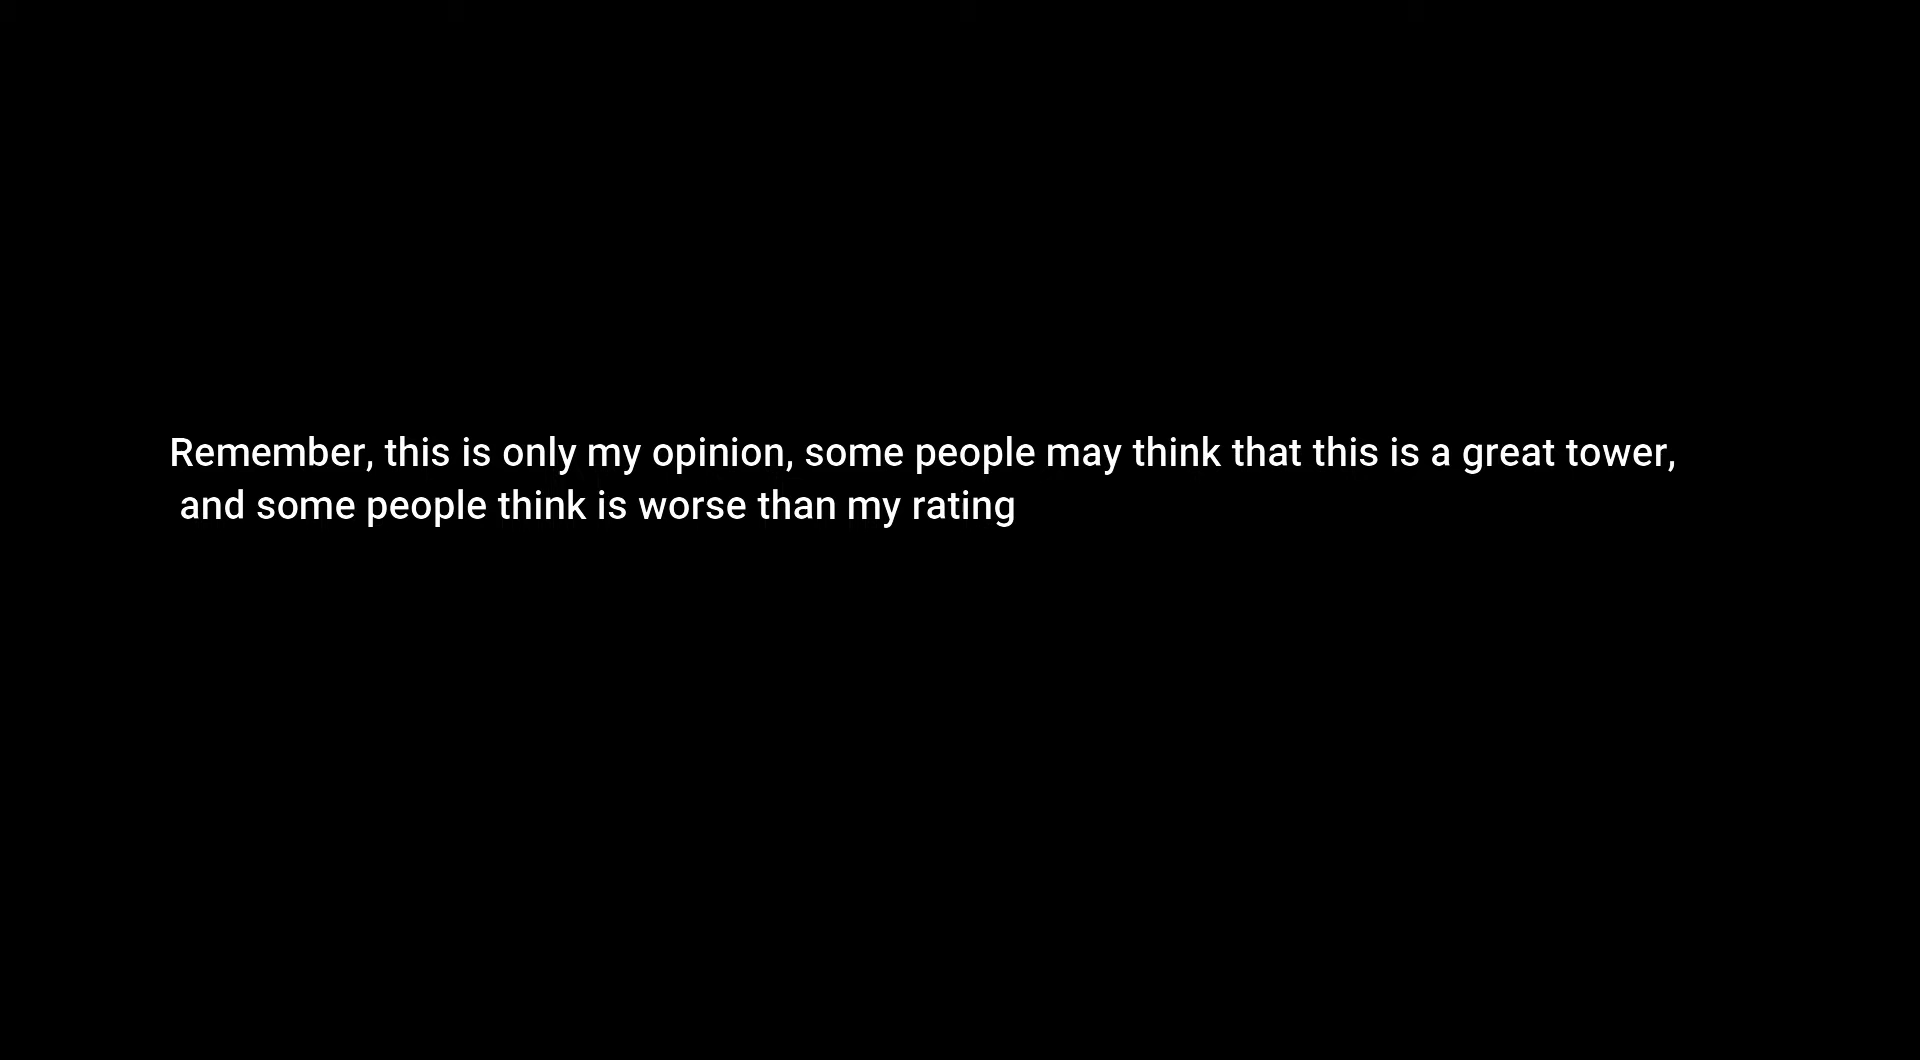 Remember, this is only my opinion, some people may think that this is a great tower,
and some people think is worse than my rating